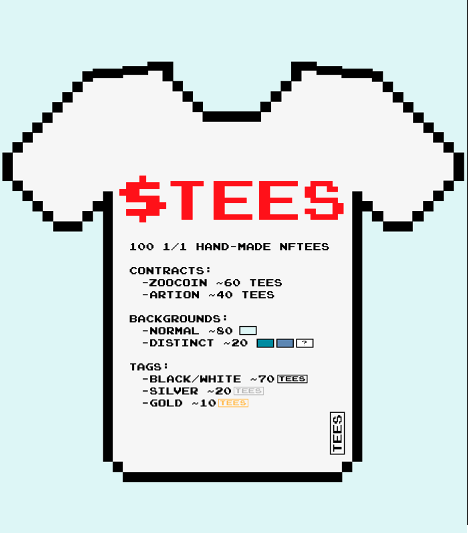 $TEES
100 1/1 HAND-MADE NFTEES
CONTRACTS:
-ZOOCOIN ~60 TEES
-ARTION ~40 TEES
BACKGROUNDS:
-NORMAL ~80
-DISTINCT ~20 ?
TAGS:
-BLACK/WHITE ~70 TEES
-SILVER ~20 TEES
-GOLD ~10 TEES
TEES